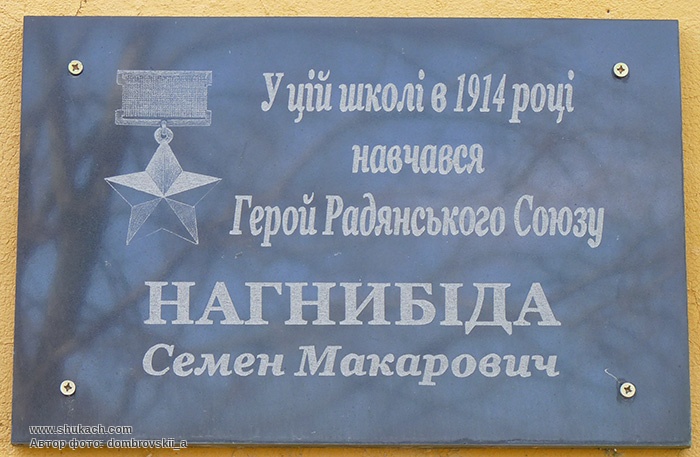 У цій школі в 1914 році
навчався
Герой Радянського Союзу
НАГНИБІДА
Семен Макарович
www.shukach.com
Автор фото: dombrovskii_a